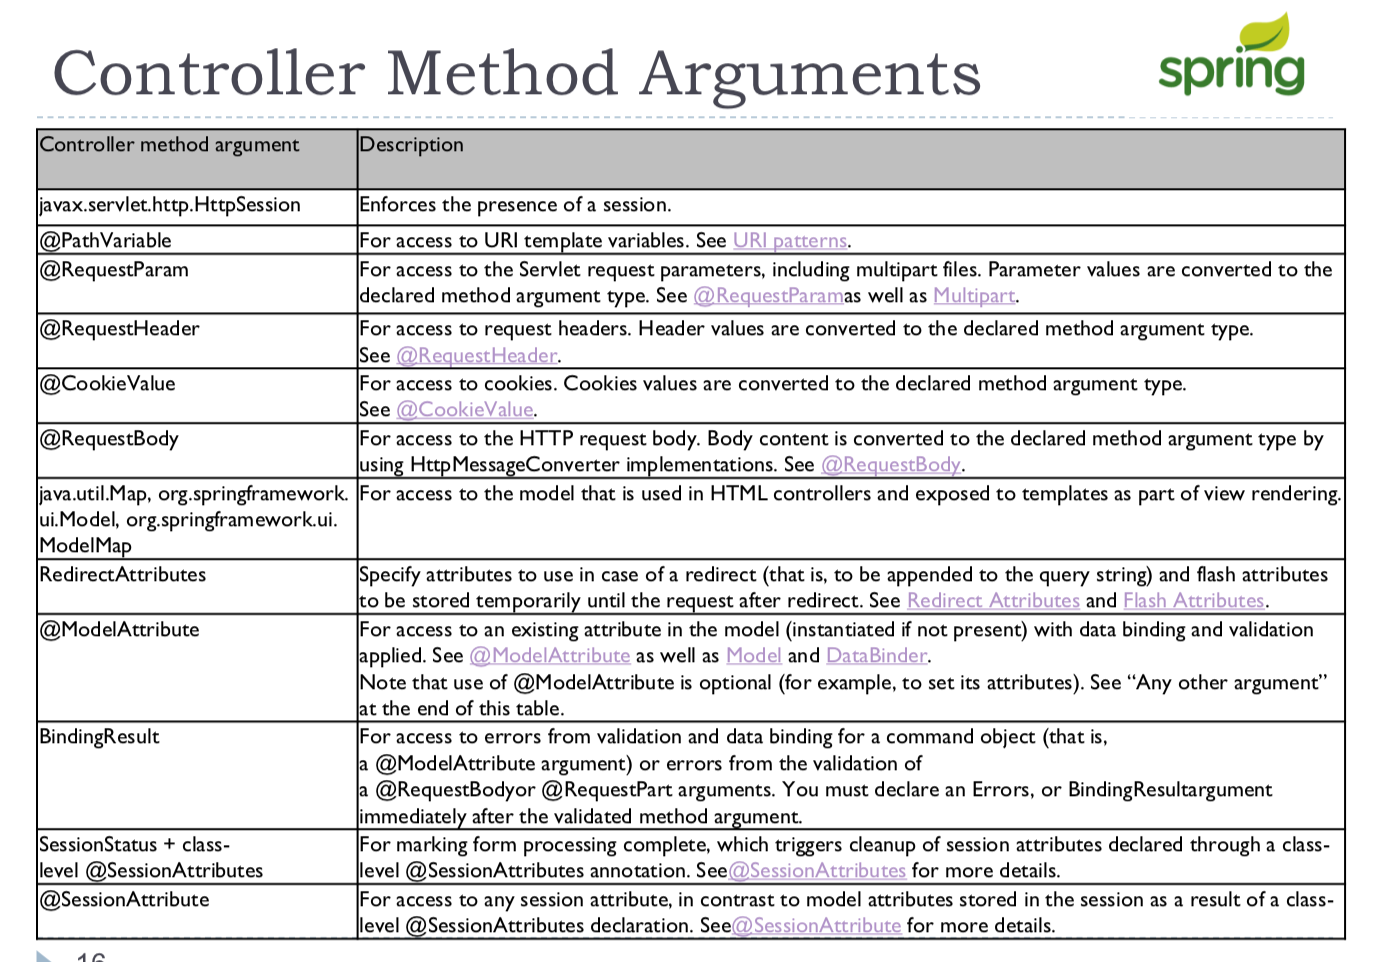 Controller Method Arguments
spring
Controller method argument
Description
javax.servlet.http.HttpSession
Enforces the presence of a session.
@PathVariable
For access to URI template variables. See URI patterns.
@RequestParam
For access to the Servlet request parameters, including multipart files. Parameter values are converted to the
declared method argument type. See @RequestParamas well as Multipart.
@RequestHeader
For access to request headers. Header values are converted to the declared method argument type.
See @RequestHeader.
@CookieValue
For access to cookies. Cookies values are converted to the declared method argument type.
See @CookieValue.
@RequestBody
For access to the HTTP request body. Body content is converted to the declared method argument type by
using HttpMessageConverter implementations. See @RequestBody.
java.util.Map, org.springframework.
ui.Model, org.springframework.ui.
ModelMap
For access to the model that is used in HTML controllers and exposed to templates as part of view rendering.
RedirectAttributes
Specify attributes to use in case of a redirect (that is, to be appended to the query string) and flash attributes
to be stored temporarily until the request after redirect. See Redirect Attributes and Flash Attributes.
@ModelAttribute
For access to an existing attribute in the model (instantiated if not present) with data binding and validation
applied. See @ModelAttribute as well as Model and DataBinder.
Note that use of @ModelAttribute is optional (for example, to set its attributes). See “Any other argument”
at the end of this table.
BindingResult
For access to errors from validation and data binding for a command object (that is,
a @ModelAttribute argument) or errors from the validation of
a @RequestBodyor @RequestPart arguments. You must declare an Errors, or BindingResultargument
immediately after the validated method argument.
SessionStatus + class-
level @SessionAttributes
For marking form processing complete, which triggers cleanup of session attributes declared through a class-
level @SessionAttributes annotation. See@SessionAttributes for more details.
@SessionAttribute
For access to any session attribute, in contrast to model attributes stored in the session as a result of a class-
level @SessionAttributes declaration. See@SessionAttribute for more details.
16